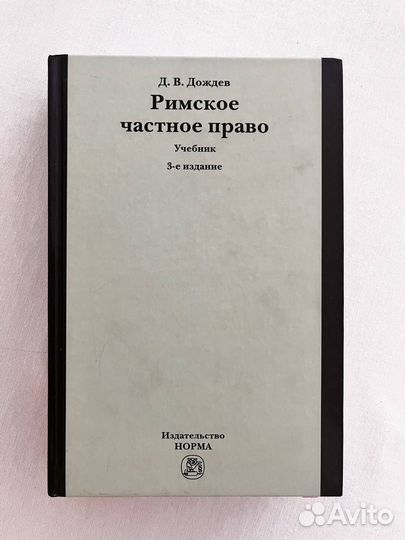 Д. В. Дождев
Римское
частное право
Учебник
3-е издание
Издательство
НОРМА
Avito